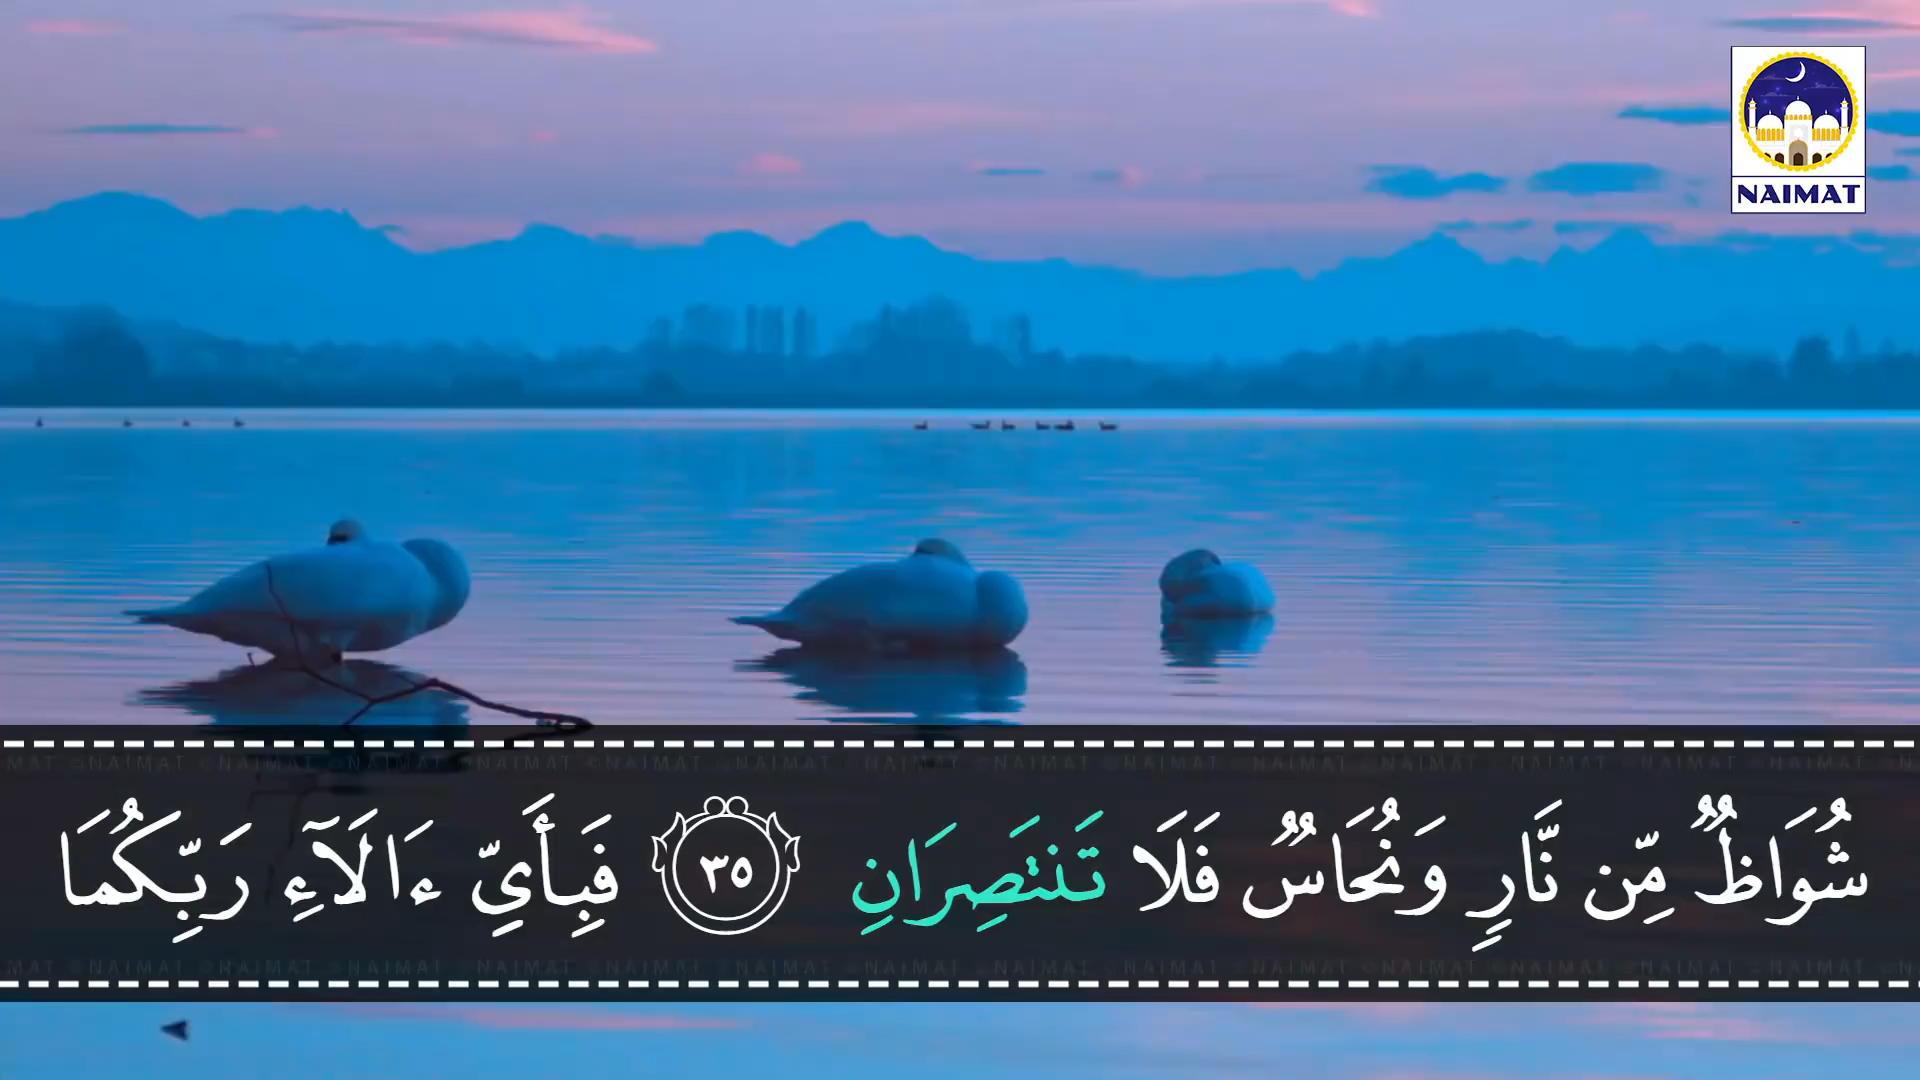 NAIMAT
شُوَاظٌ مِّن نَّارٍ وَنُحَاسٌ فَلَا تَنتَصِرَانِ ٣٥ فَبِأَيِّ ءَالَآءِ رَبِّكُمَا